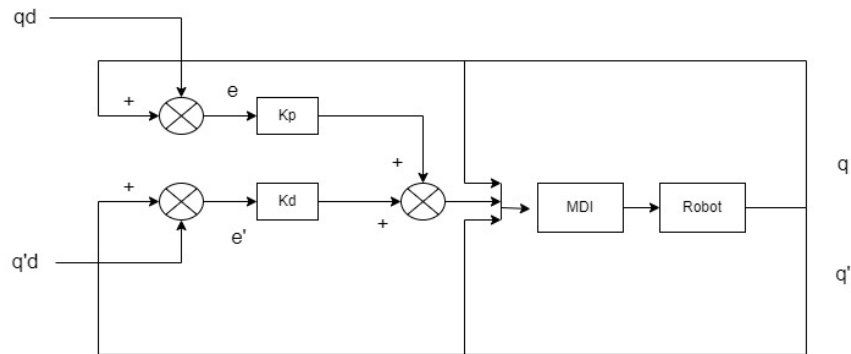 qd
+
e
Kp
+
+
Kd
+
e'
q'd
MDI
Robot
q
q'